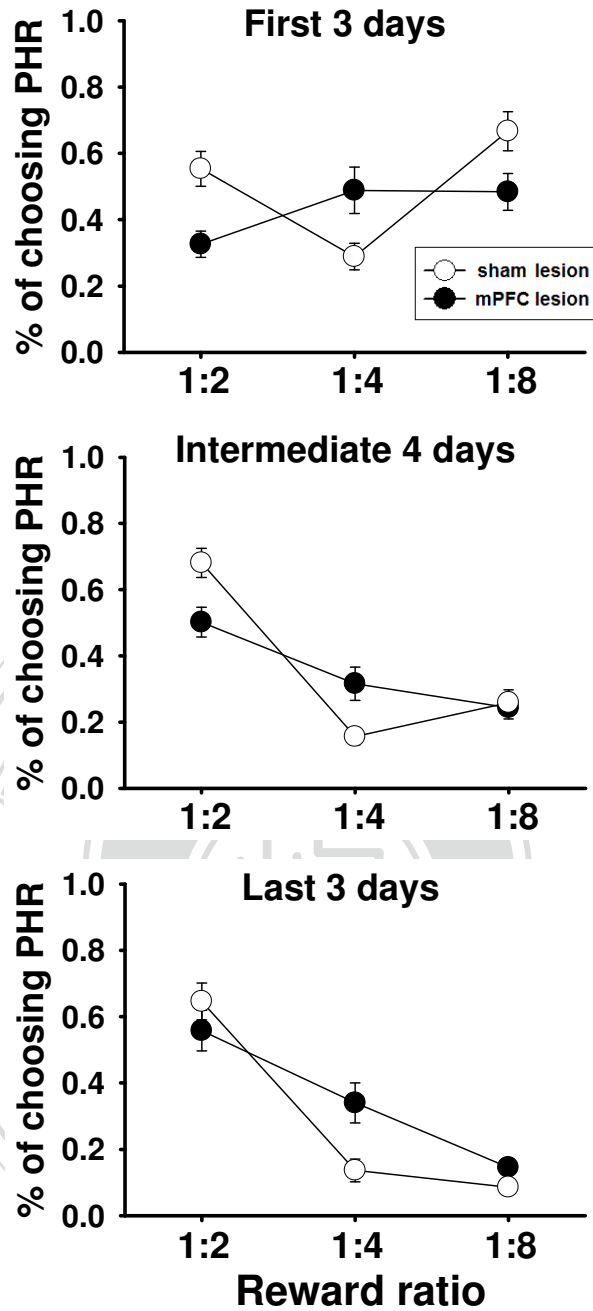 First 3 days
% of choosing PHR
1.0
0.8
0.6
0.4
0.2
0.0
sham lesion
mPFC lesion
1:2 1:4 1:8
Intermediate 4 days
% of choosing PHR
1.0
0.8
0.6
0.4
0.2
0.0
1:2 1:4 1:8
Last 3 days
% of choosing PHR
1.0
0.8
0.6
0.4
0.2
0.0
1:2 1:4 1:8
Reward ratio